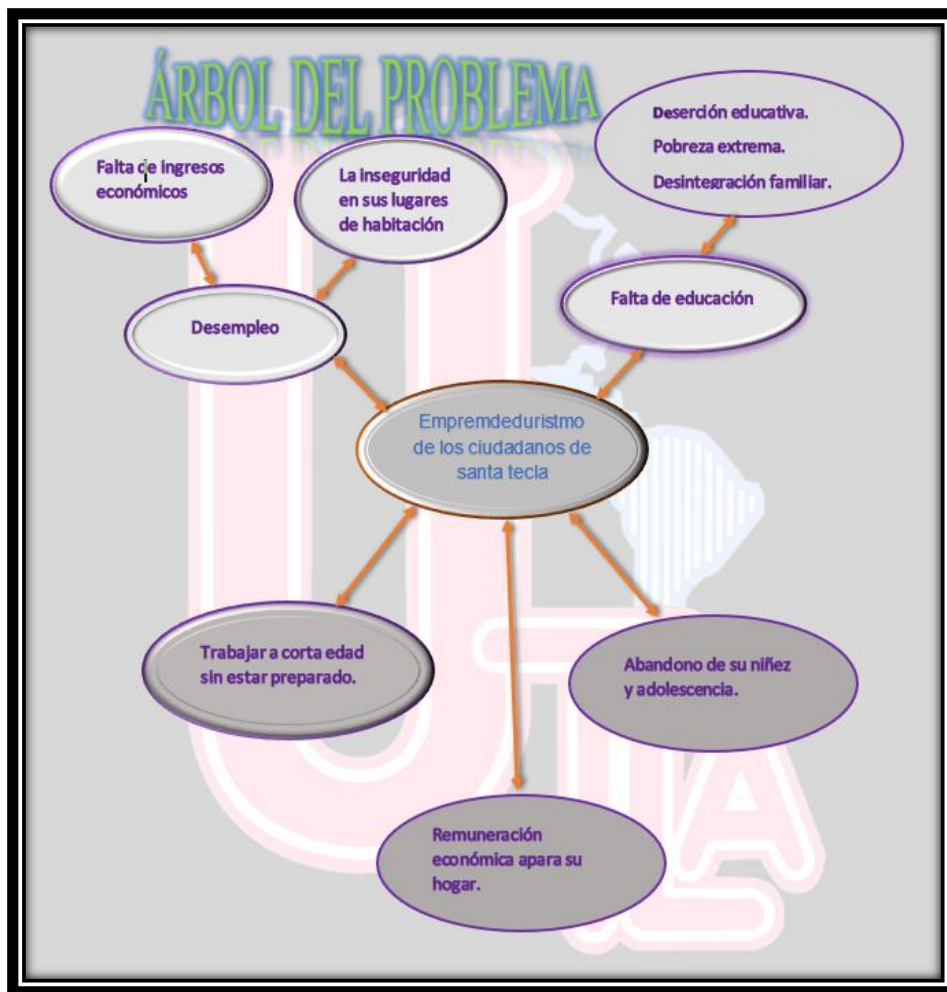 ÁRBOL DEL PROBLEMA
Falta de ingresos
económicos
La inseguridad
en sus lugares
de habitación
Deserción educativa.
Pobreza extrema.
Desintegración familiar.
Desempleo
Falta de educación
Empremdeduristmo
de los ciudadanos de
santa tecla
Trabajar a corta edad
sin estar preparado.
Abandono de su niñez
y adolescencia.
Remuneración
económica apara su
hogar.